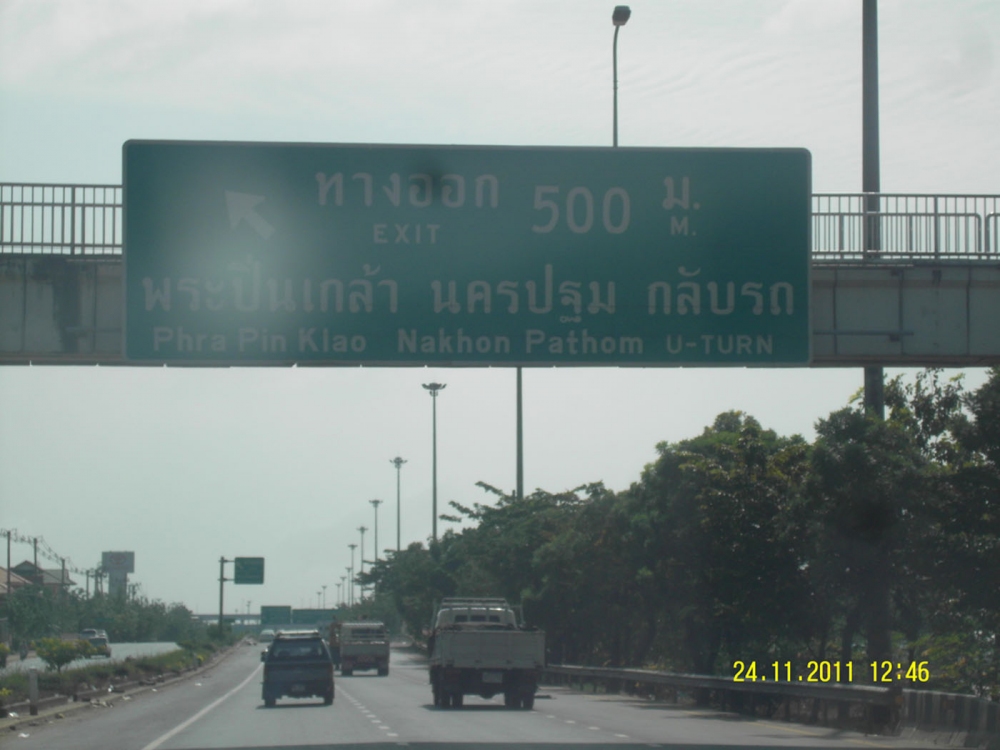 ทางออก 500 ม.
EXIT M.
พระปิ่นเกล้า นครปฐม กลับรถ
Phra Pin Klao Nakhon Pathom U-TURN
24.11.2011 12:46